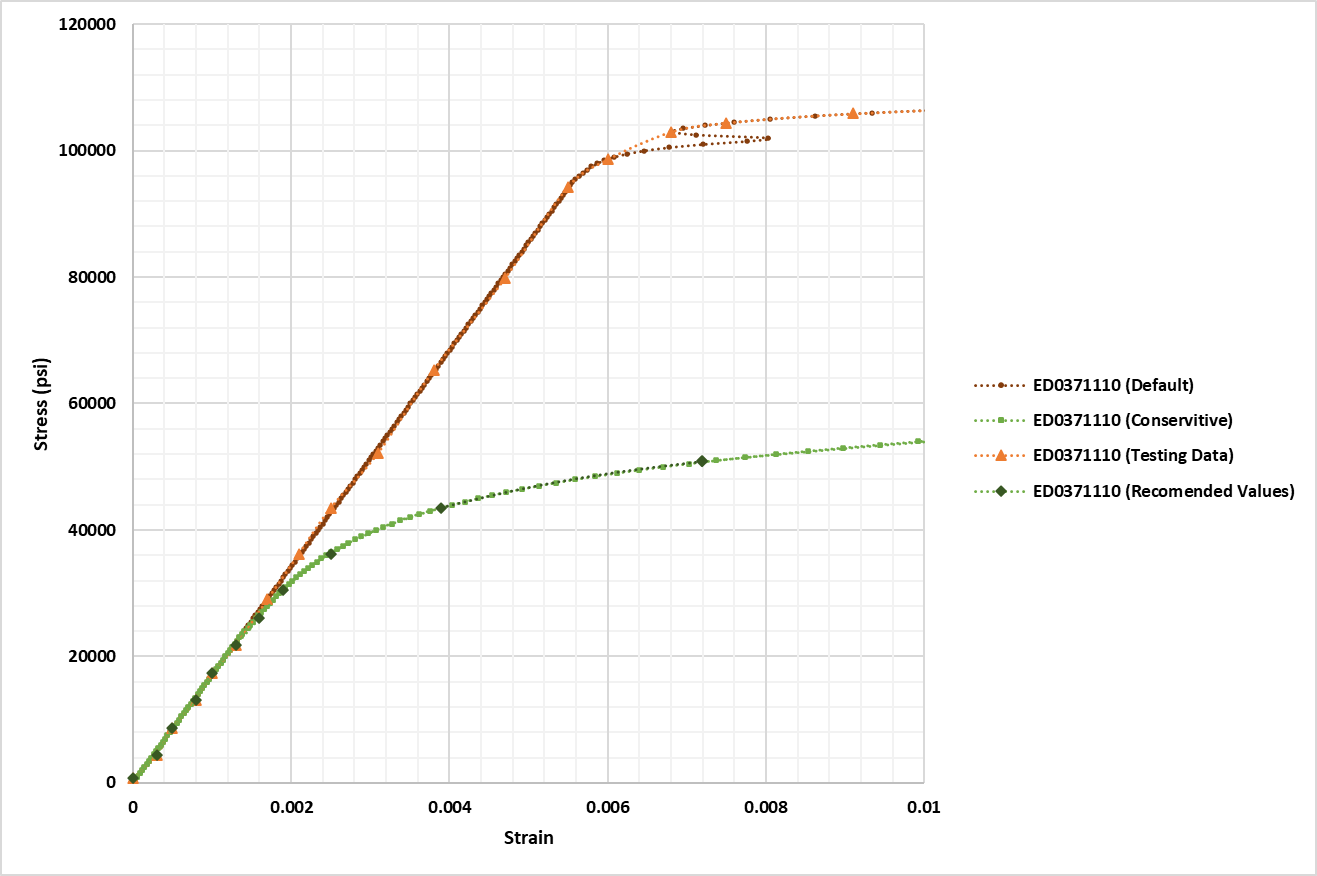 120000
100000
80000
60000
40000
20000
0
Stress (psi)
0 0.002 0.004 0.006 0.008 0.01
Strain
ED0371110 (Default)
ED0371110 (Conservitive)
ED0371110 (Testing Data)
ED0371110 (Recomended Values)